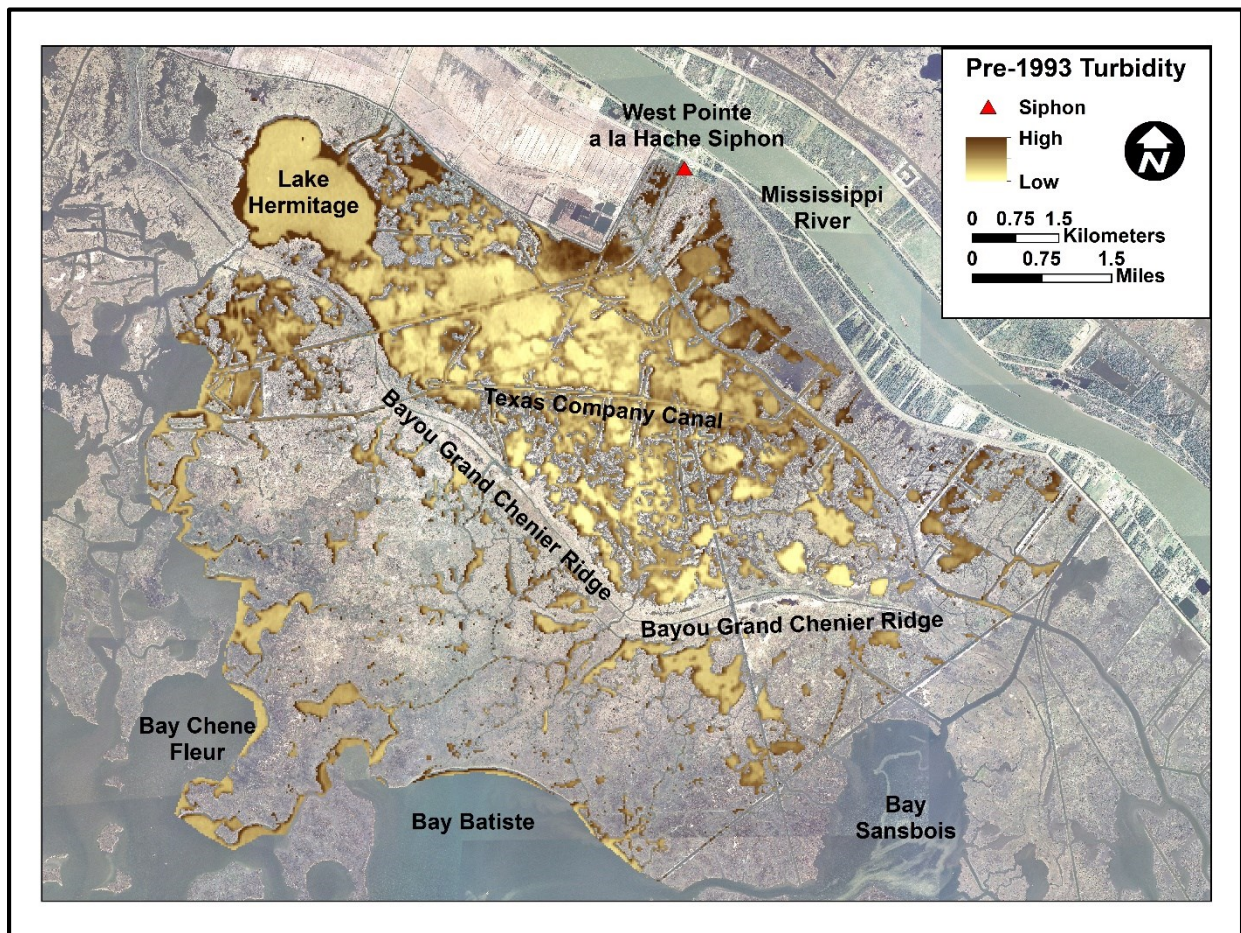 Pre-1993 Turbidity
Siphon
High
Low
N
0 0.75 1.5
Kilometers
0 0.75 1.5
Miles
West Pointe
a la Hache Siphon
Mississippi
River
Lake
Hermitage
Texas Company Canal
Bayou Grand Chenier Ridge
Bayou Grand Chenier Ridge
Bay Chene
Fleur
Bay Batiste
Bay
Sansbois